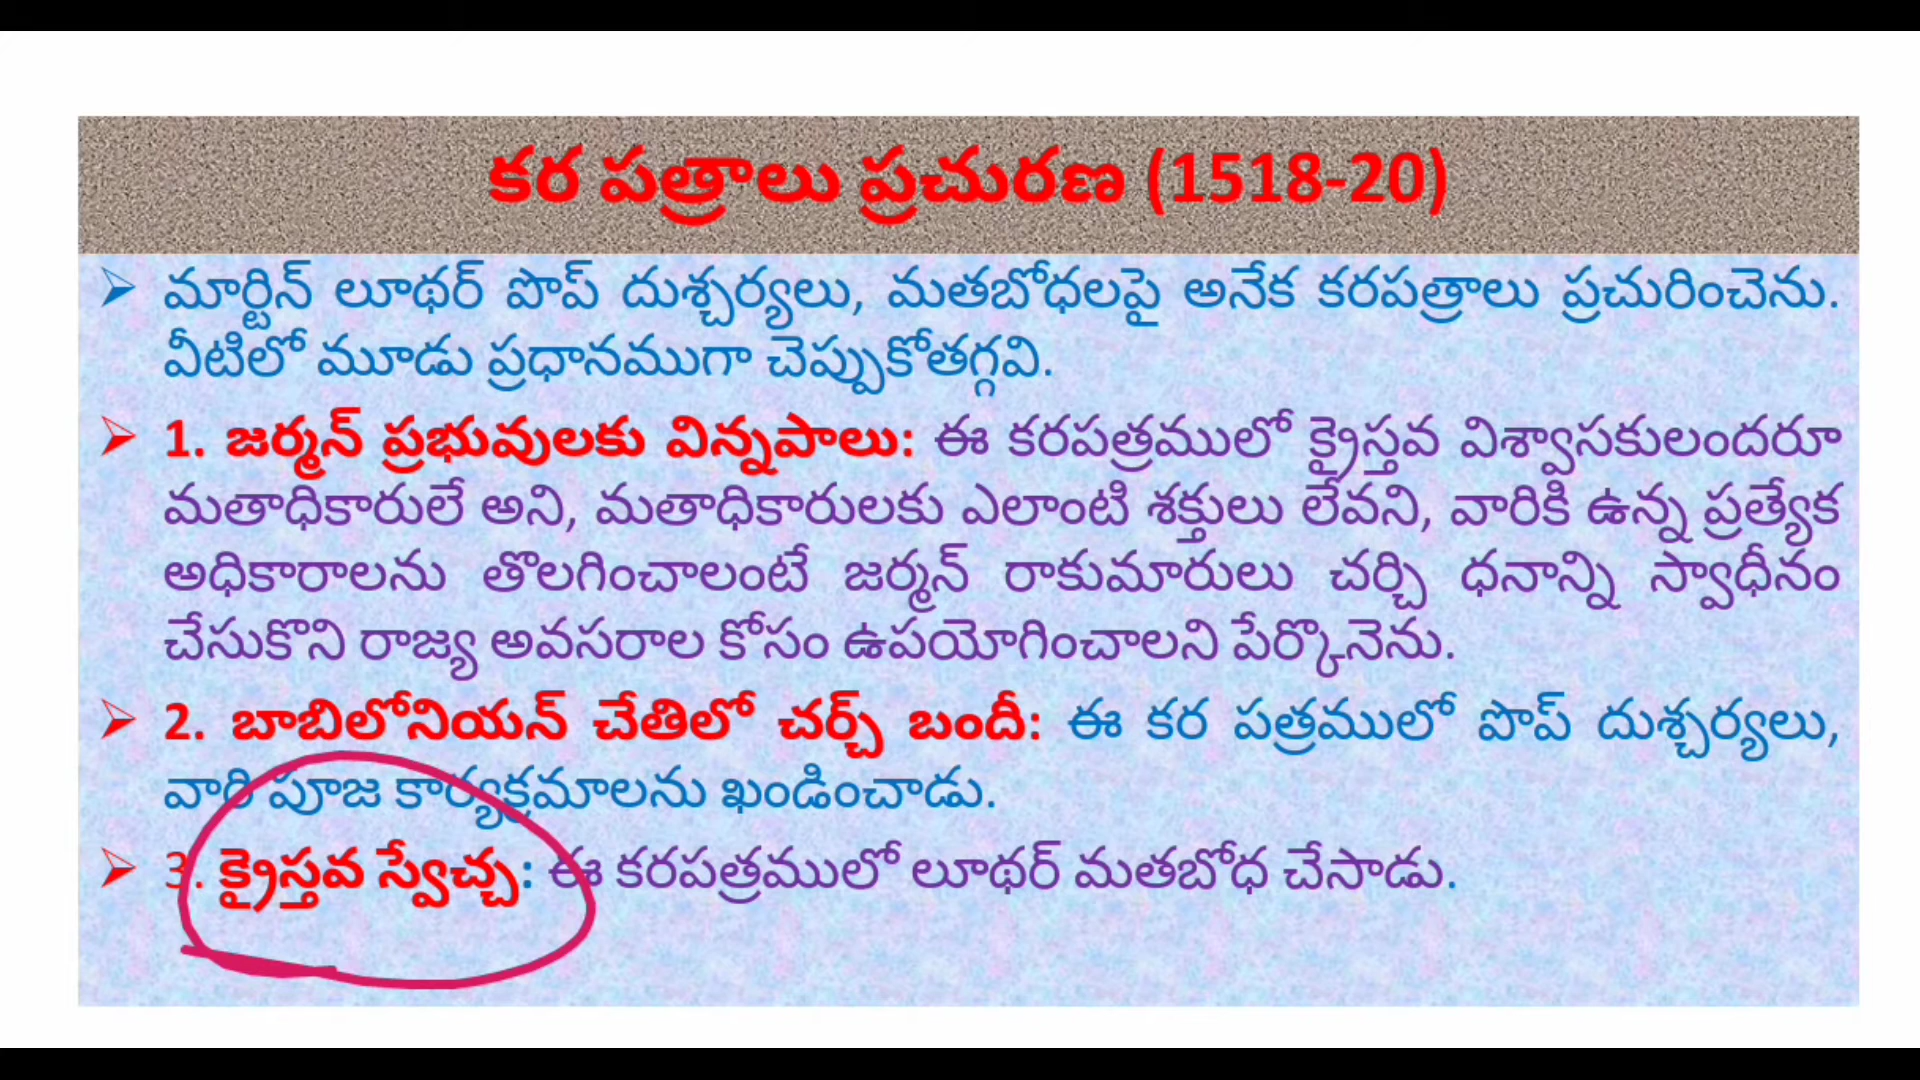 కర పత్రాలు ప్రచురణ (1518-20)
మార్టిన్ లూథర్ పొప్ దుశ్చర్యలు, మతబోధలపై అనేక కరపత్రాలు ప్రచురించెను.
వీటిలో మూడు ప్రధానముగా చెప్పుకోతగ్గవి.
1. జర్మన్ ప్రభువులకు విన్నపాలు: ఈ కరపత్రములో క్రైస్తవ విశ్వాసకులందరూ
మతాధికారులే అని, మతాధికారులకు ఎలాంటి శక్తులు లేవని, వారికి ఉన్న ప్రత్యేక
అధికారాలను తొలగించాలంటే జర్మన్ రాకుమారులు చర్చి ధనాన్ని స్వాధీనం
చేసుకొని రాజ్య అవసరాల కోసం ఉపయోగించాలని పేర్కొనెను.
2. బాబిలోనియన్ చేతిలో చర్చ్ బందీ: ఈ కర పత్రములో పొప్ దుశ్చర్యలు,
వారి పూజ కార్యక్రమాలను ఖండించాడు.
3. క్రైస్తవ స్వేచ్చ: ఈ కరపత్రములో లూథర్ మతబోధ చేసాడు.